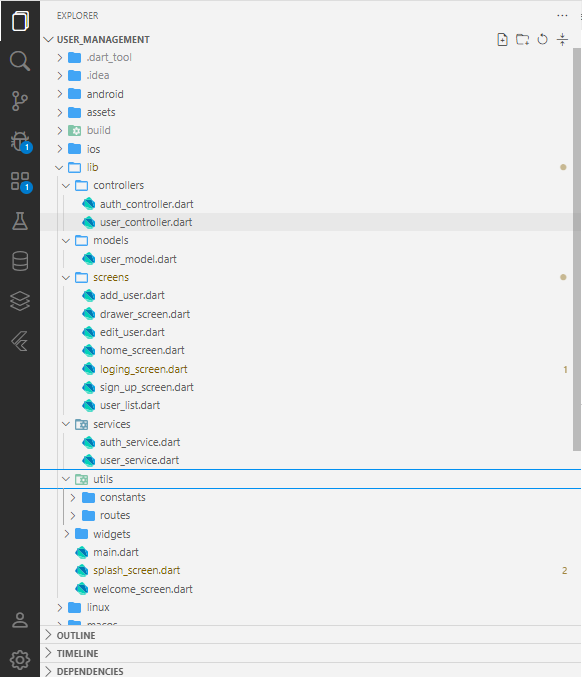 EXPLORER
USER_MANAGEMENT
.dart_tool
.idea
android
assets
build
1
ios
lib
1
controllers
auth_controller.dart
user_controller.dart
models
user_model.dart
screens
add_user.dart
drawer_screen.dart
edit_user.dart
home_screen.dart
loging_screen.dart 1
sign_up_screen.dart
user_list.dart
services
auth_service.dart
user_service.dart
utils
constants
routes
widgets
main.dart
splash_screen.dart 2
welcome_screen.dart
linux
macos
OUTLINE
TIMELINE
DEPENDENCIES